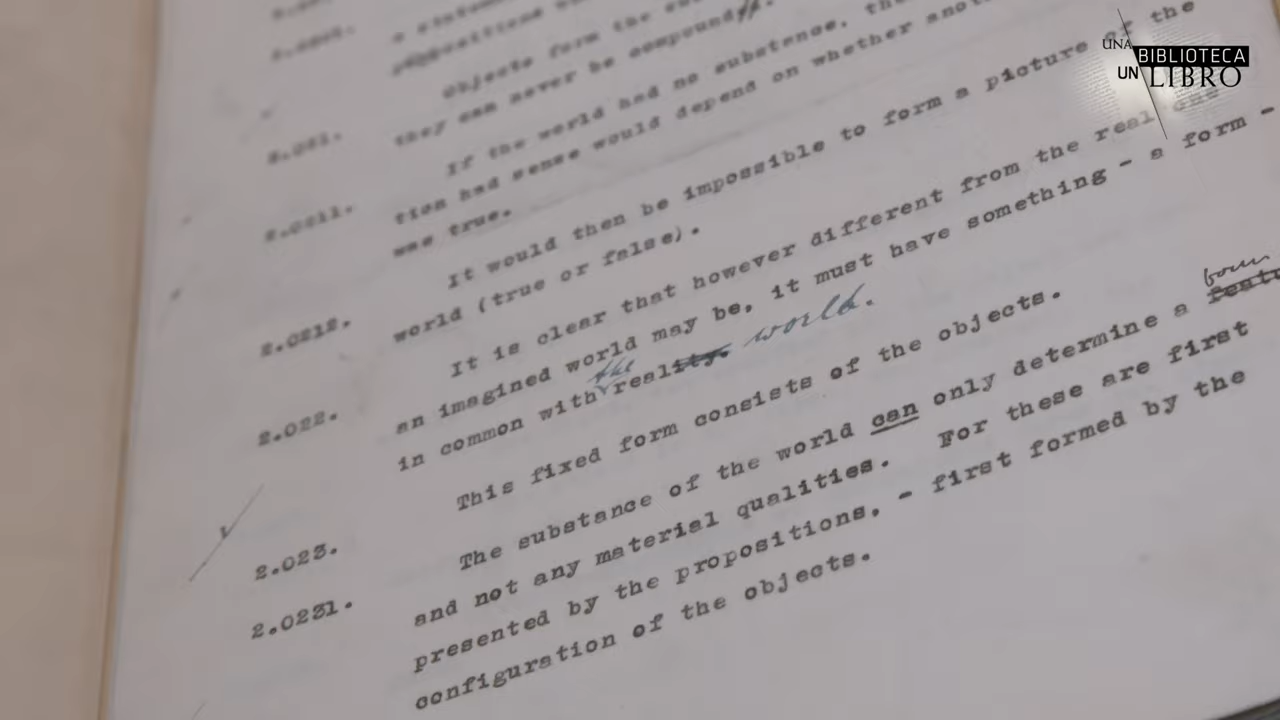 UNA
BIBLIOTECA
UN LIBRO
Objects form the
2.021. they can never be compound.
If the world had no substance,
2.0211. tion had sense would depend on whether
was true.
It would then be impossible to form a picture of the
2.0212. world (true or false).
It is clear that however different from the real one
2.022. an imagined world may be, it must have something - a form -
in common with the reality. world.
This fixed form consists of the objects.
2.023. The substance of the world can only determine a form
2.0231. and not any material qualities. For these are first
presented by the propositions, - first formed by the
configuration of the objects.